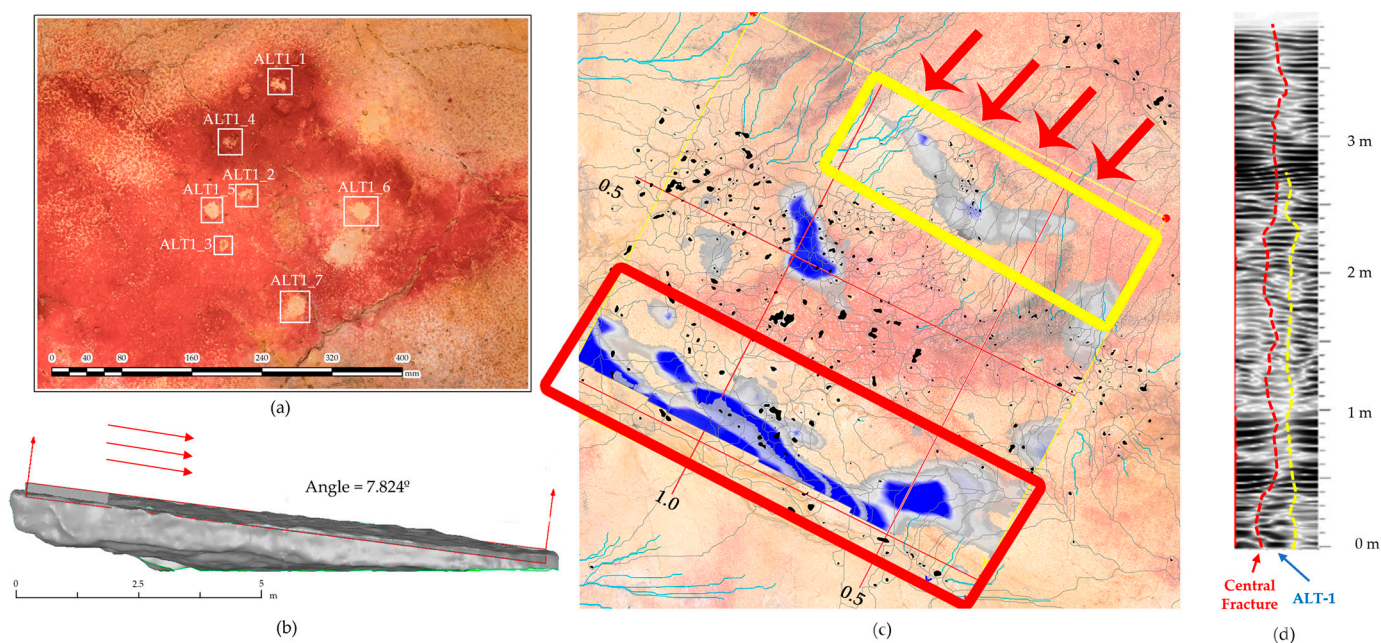 ALT1_1
ALT1_4
ALT1_2
ALT1_5
ALT1_6
ALT1_3
ALT1_7
0 40 80 160 240 320 400
mm
(a)
Angle = 7.824º
0 2.5 5
m
(b)
0.5
1.0
0.5
(c)
3 m
2 m
1 m
0 m
Central
Fracture
ALT-1
(d)